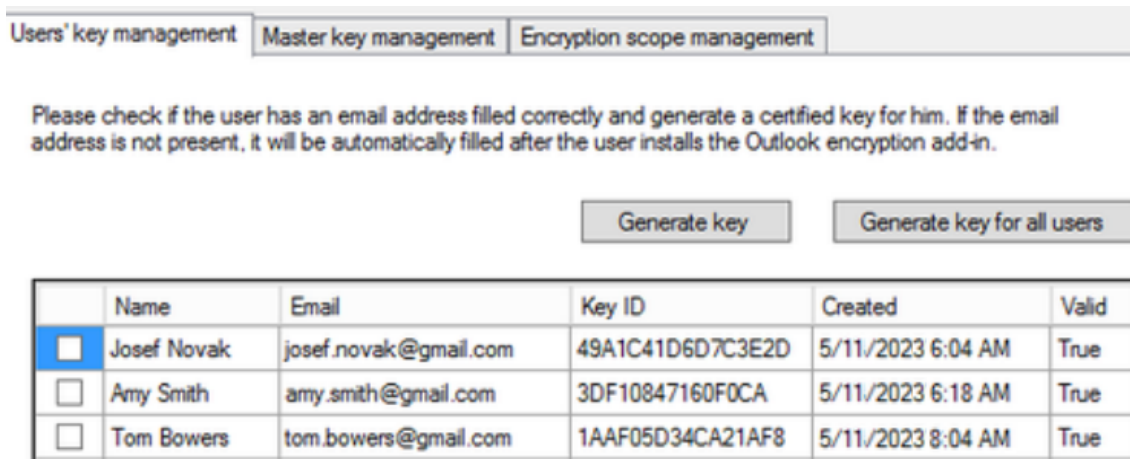 Users' key management Master key management Encryption scope management
Please check if the user has an email address filled correctly and generate a certified key for him. If the email
address is not present, it will be automatically filled after the user installs the Outlook encryption add-in.
Generate key Generate key for all users
Name Email Key ID Created Valid
Josef Novak josef.novak@gmail.com 49A1C41D6D7C3E2D 5/11/2023 6:04 AM True
Amy Smith amy.smith@gmail.com 3DF10847160F0CA 5/11/2023 6:18 AM True
Tom Bowers tom.bowers@gmail.com 1AAF05D34CA21AF8 5/11/2023 8:04 AM True